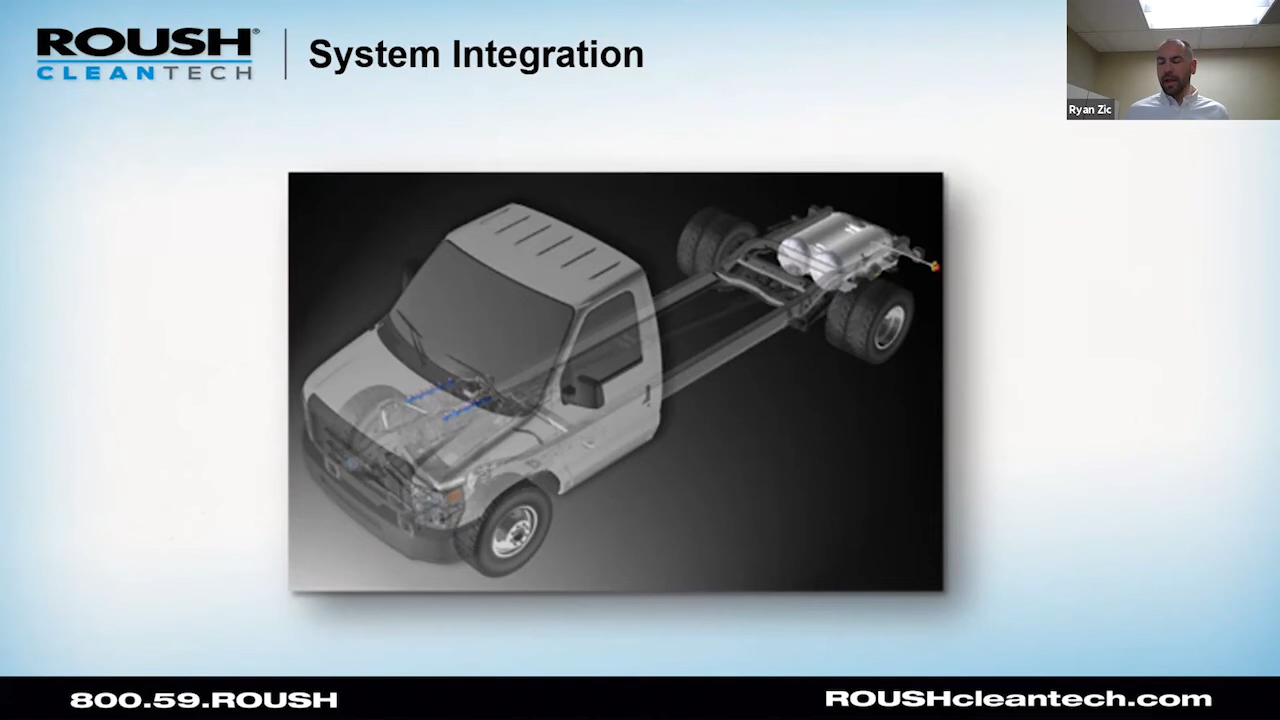 ROUSH®
CLEANTECH
System Integration
Ryan Zic
800.59.ROUSH
ROUSHcleantech.com